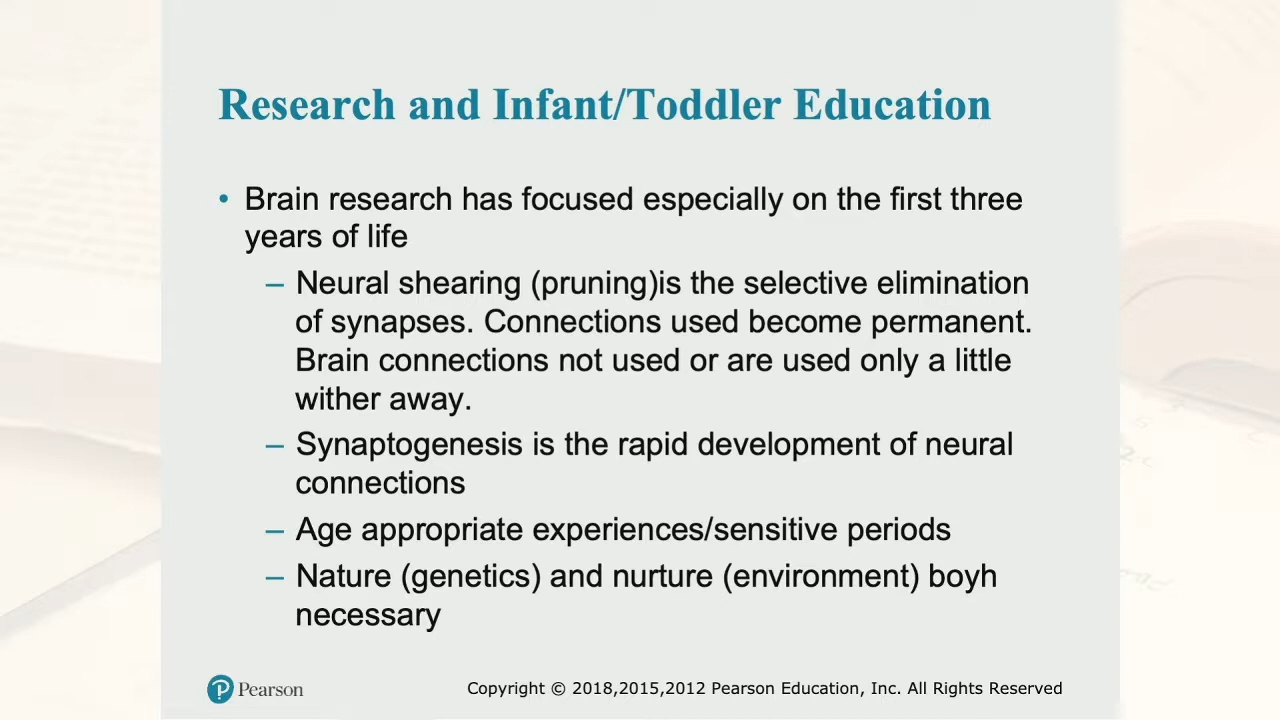 Research and Infant/Toddler Education
• Brain research has focused especially on the first three
years of life
– Neural shearing (pruning)is the selective elimination
of synapses. Connections used become permanent.
Brain connections not used or are used only a little
wither away.
– Synaptogenesis is the rapid development of neural
connections
– Age appropriate experiences/sensitive periods
– Nature (genetics) and nurture (environment) boyh
necessary
Pearson
Copyright © 2018,2015,2012 Pearson Education, Inc. All Rights Reserved